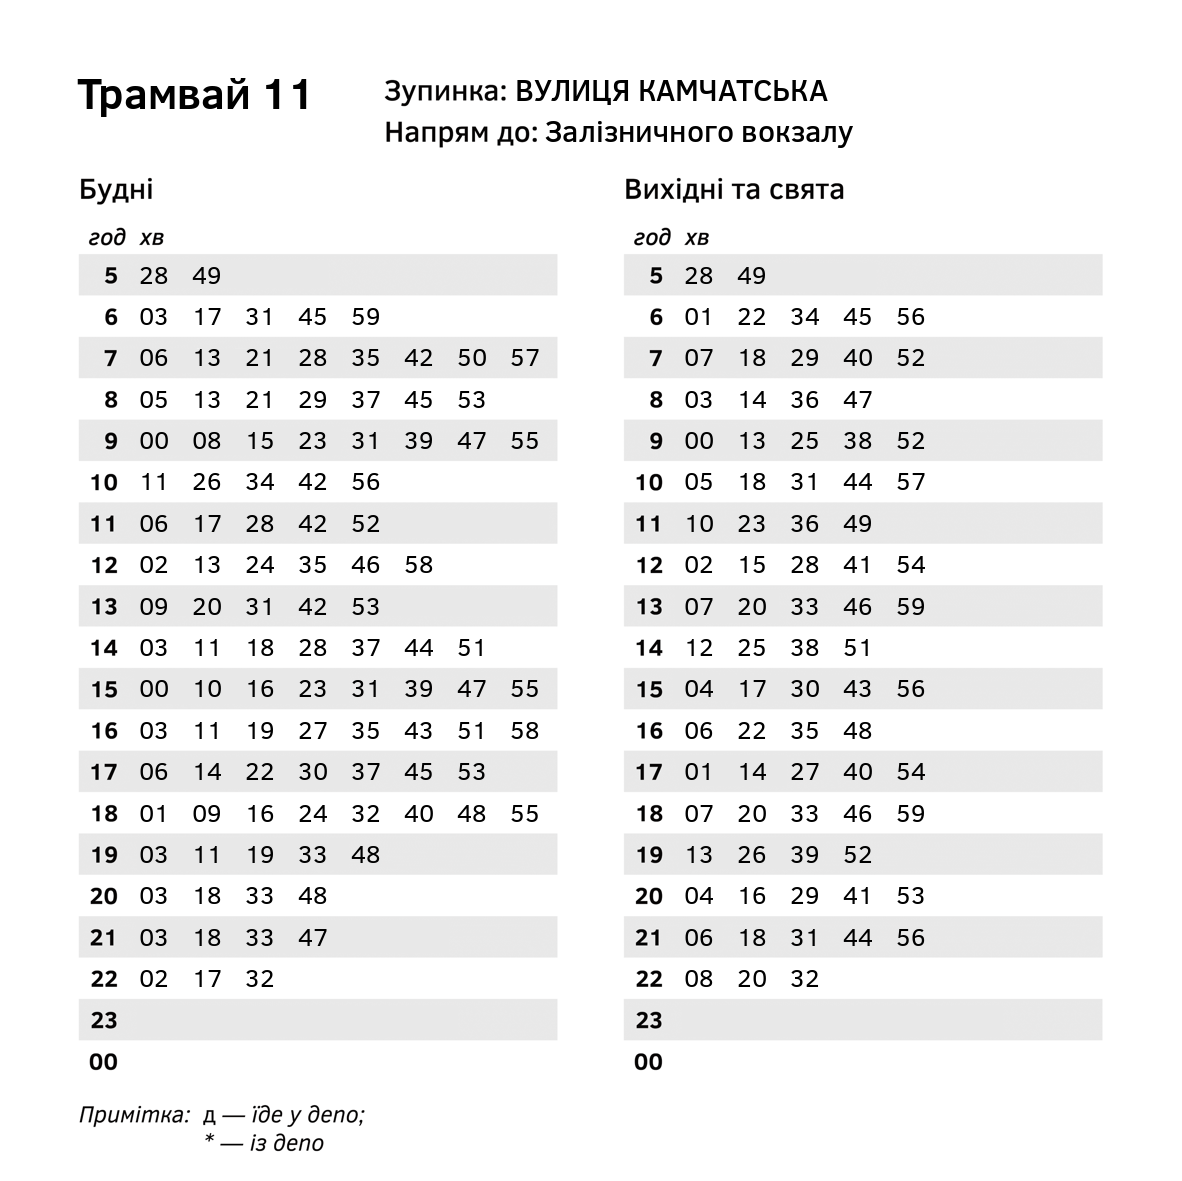 Трамвай 11
Зупинка: ВУЛИЦЯ КАМЧАТСЬКА
Напрям до: Залізничного вокзалу
Будні
год хв
5 28 49
6 03 17 31 45 59
7 06 13 21 28 35 42 50 57
8 05 13 21 29 37 45 53
9 00 08 15 23 31 39 47 55
10 11 26 34 42 56
11 06 17 28 42 52
12 02 13 24 35 46 58
13 09 20 31 42 53
14 03 11 18 28 37 44 51
15 00 10 16 23 31 39 47 55
16 03 11 19 27 35 43 51 58
17 06 14 22 30 37 45 53
18 01 09 16 24 32 40 48 55
19 03 11 19 33 48
20 03 18 33 48
21 03 18 33 47
22 02 17 32
23
00
Вихідні та свята
год хв
5 28 49
6 01 22 34 45 56
7 07 18 29 40 52
8 03 14 36 47
9 00 13 25 38 52
10 05 18 31 44 57
11 10 23 36 49
12 02 15 28 41 54
13 07 20 33 46 59
14 12 25 38 51
15 04 17 30 43 56
16 06 22 35 48
17 01 14 27 40 54
18 07 20 33 46 59
19 13 26 39 52
20 04 16 29 41 53
21 06 18 31 44 56
22 08 20 32
23
00
Примітка: д — їде у депо;
* — із депо